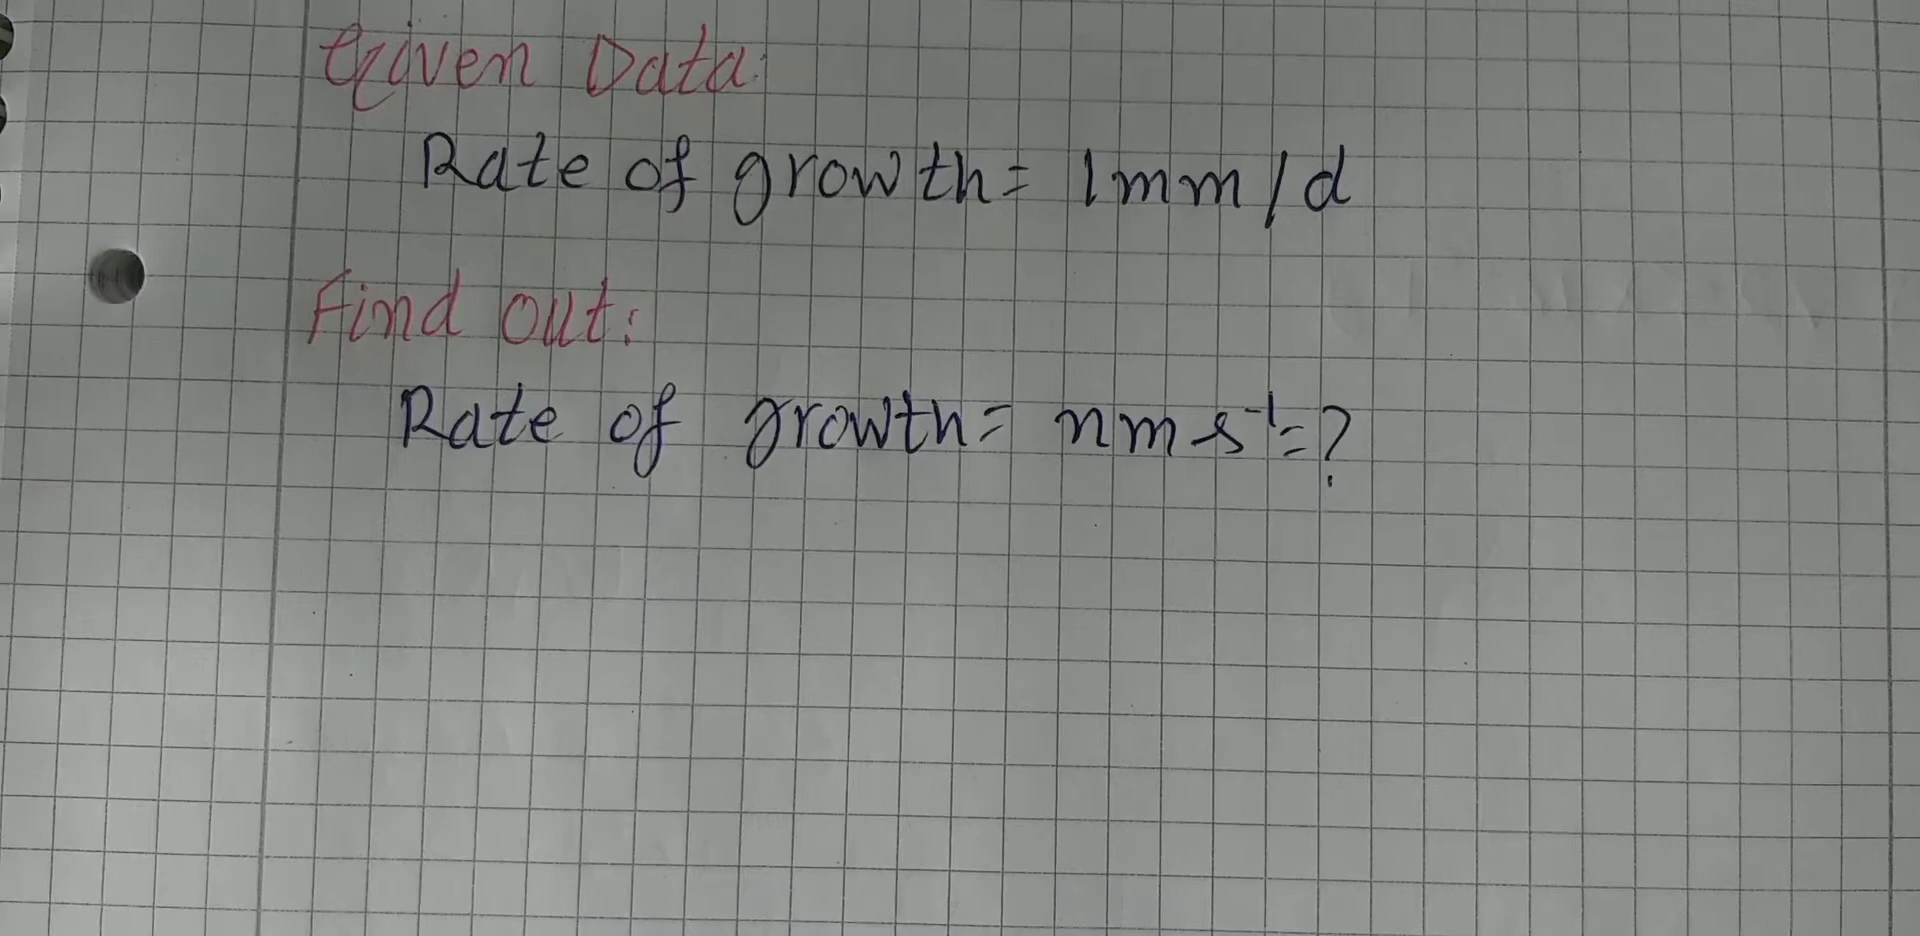 Given Data:
Rate of growth = 1mm/d
Find out:
Rate of growth = nm s⁻¹ = ?